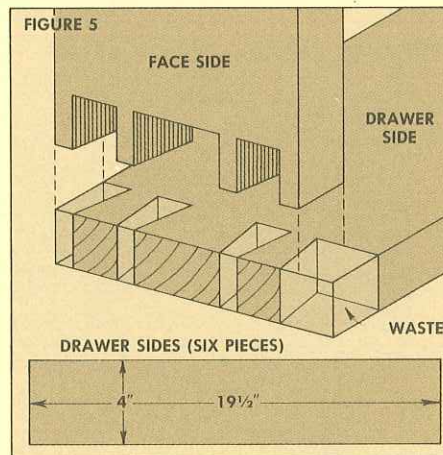 FIGURE 5
FACE SIDE
DRAWER
SIDE
WASTE
DRAWER SIDES (SIX PIECES)
4"
19½"